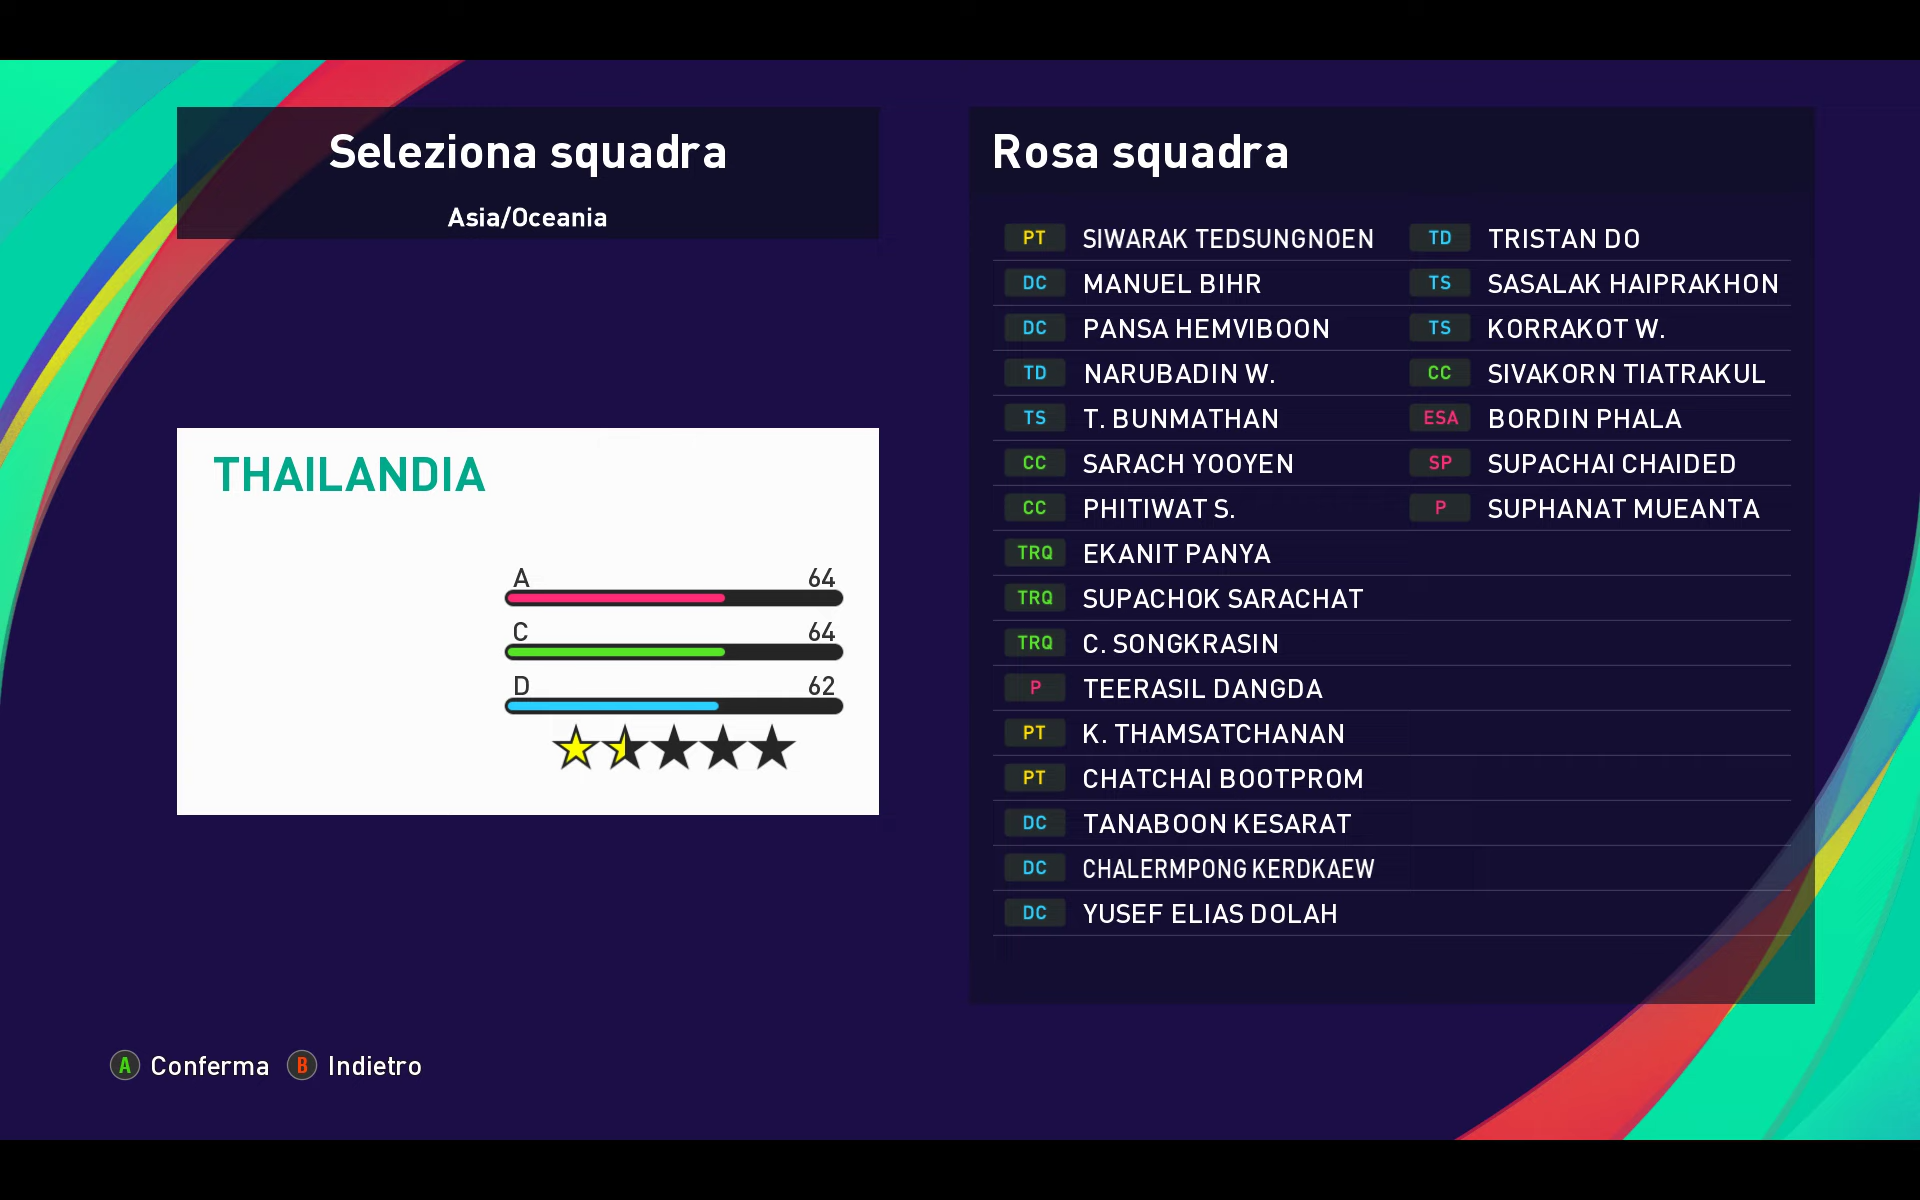 Seleziona squadra
Asia/Oceania
THAILANDIA
A 64
C 64
D 62
Rosa squadra
PT SIWARAK TEDSUNGNOEN
DC MANUEL BIHR
DC PANSA HEMVIBOON
TD NARUBADIN W.
TS T. BUNMATHAN
CC SARACH YOOYEN
CC PHITIWAT S.
TRQ EKANIT PANYA
TRQ SUPACHOK SARACHAT
TRQ C. SONGKRASIN
P TEERASIL DANGDA
PT K. THAMSATCHANAN
PT CHATCHAI BOOTPROM
DC TANABOON KESARAT
DC CHALERMPONG KERDKAEW
DC YUSEF ELIAS DOLAH
TD TRISTAN DO
TS SASALAK HAIPRAKHON
TS KORRAKOT W.
CC SIVAKORN TIATRAKUL
ESA BORDIN PHALA
SP SUPACHAI CHAIDED
P SUPHANAT MUEANTA
A Conferma B Indietro